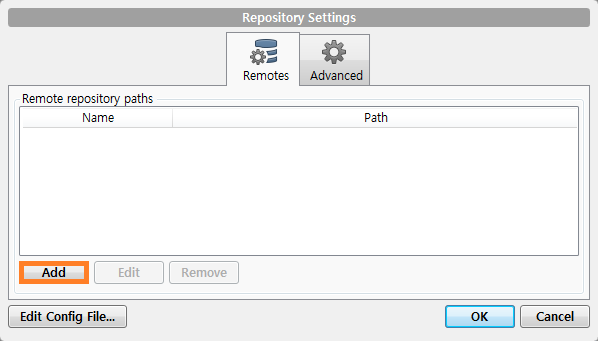 Repository Settings
Remotes
Advanced
Remote repository paths
Name
Path
Add
Edit
Remove
Edit Config File...
OK
Cancel